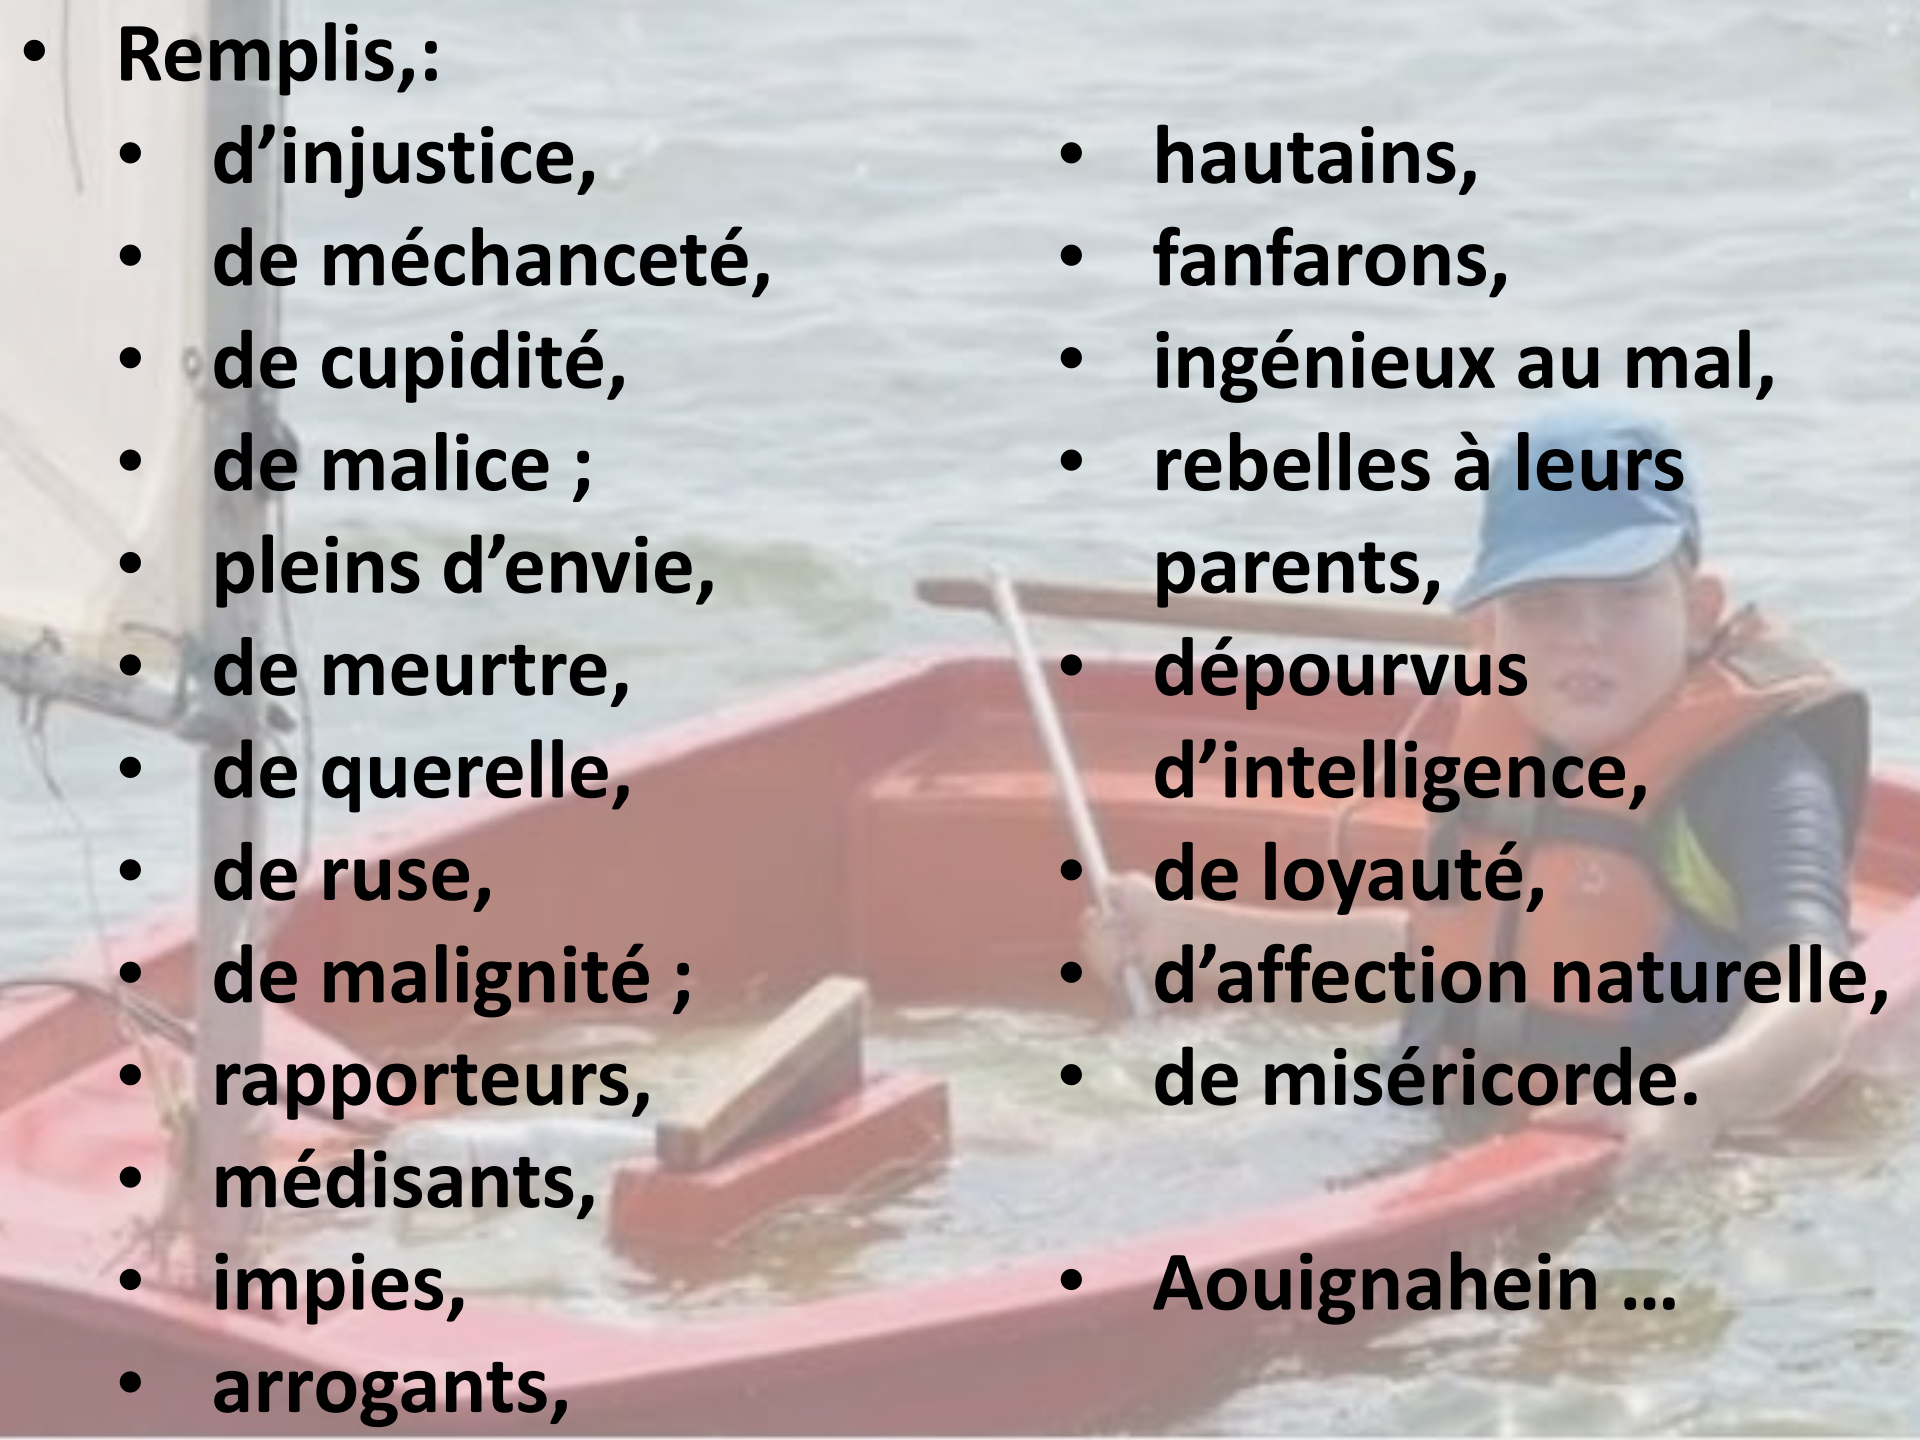 • Remplis,:
• d’injustice,
• de méchanceté,
• de cupidité,
• de malice ;
• pleins d’envie,
• de meurtre,
• de querelle,
• de ruse,
• de malignité ;
• rapporteurs,
• médisants,
• impies,
• arrogants,
• hautains,
• fanfarons,
• ingénieux au mal,
• rebelles à leurs
parents,
• dépourvus
d’intelligence,
• de loyauté,
• d’affection naturelle,
• de miséricorde.
• Aouignahein ...